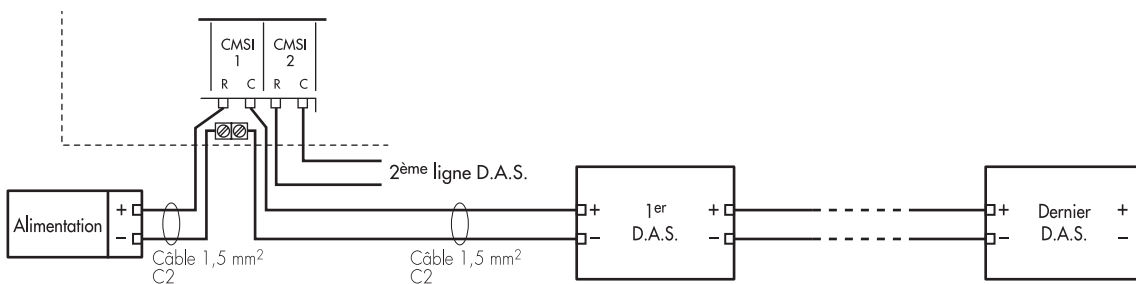 CMSI
1
CMSI
2
R C R C
2ème ligne D.A.S.
Alimentation
+
–
Câble 1,5 mm²
C2
Câble 1,5 mm²
C2
+
–
1er
D.A.S.
+
–
+
–
Dernier
D.A.S.
+
–